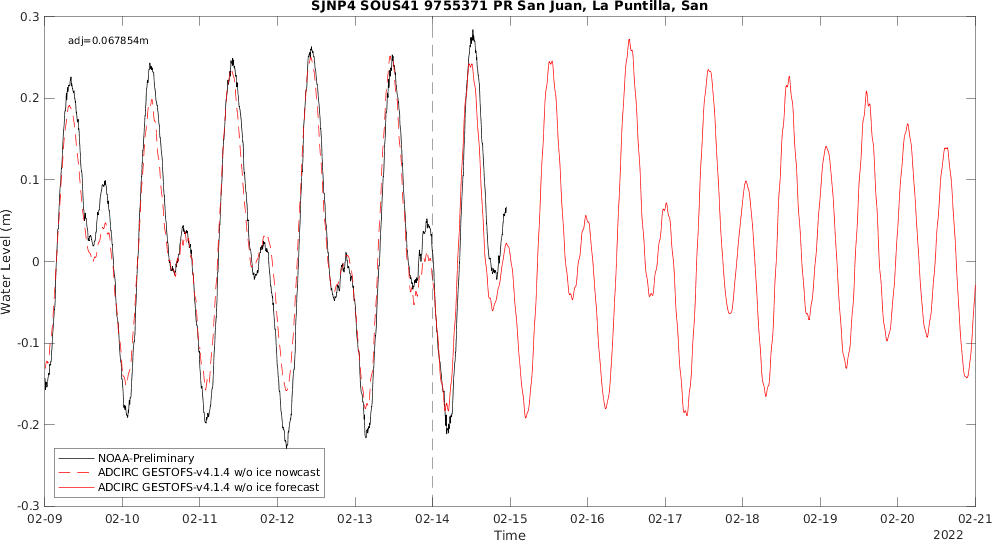 SJNP4 SOUS41 9755371 PR San Juan, La Puntilla, San
adj=0.067854m
0.3
0.2
0.1
0
-0.1
-0.2
-0.3
Water Level (m)
NOAA-Preliminary
ADCIRC GESTOFS-v4.1.4 w/o ice nowcast
ADCIRC GESTOFS-v4.1.4 w/o ice forecast
02-09 02-10 02-11 02-12 02-13 02-14 02-15 02-16 02-17 02-18 02-19 02-20 02-21
Time
2022